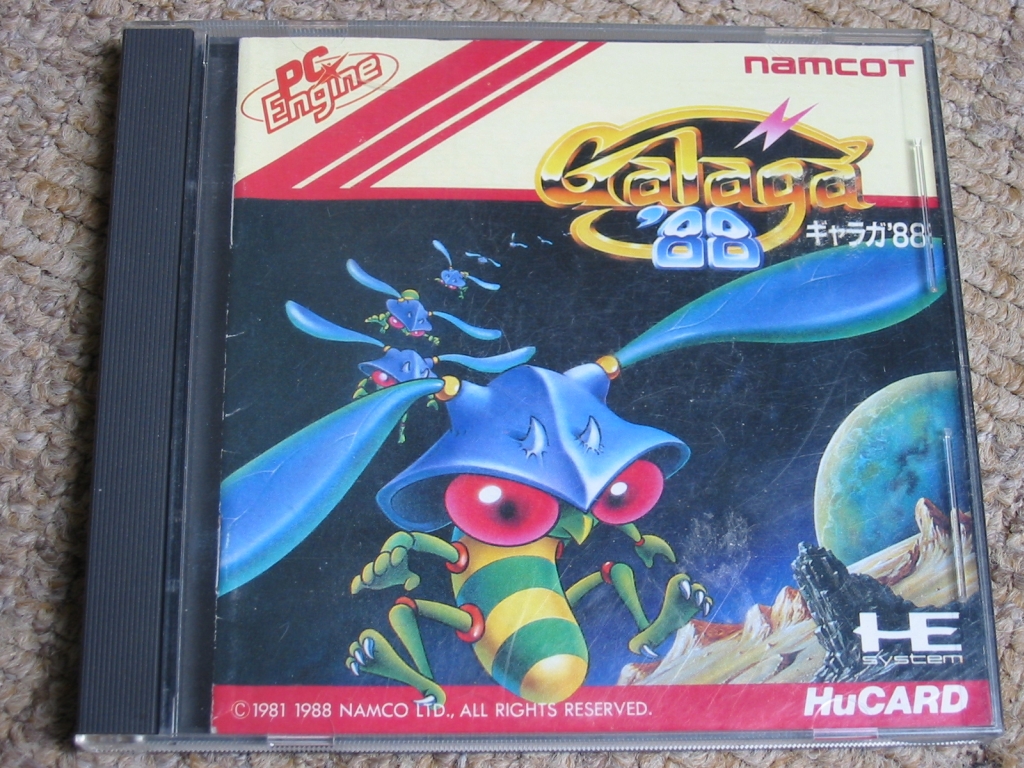 PC
Engine
namcoT
Galaga
'88
ギャラガ'88
HE
system
HuCARD
©1981 1988 NAMCO LTD., ALL RIGHTS RESERVED.